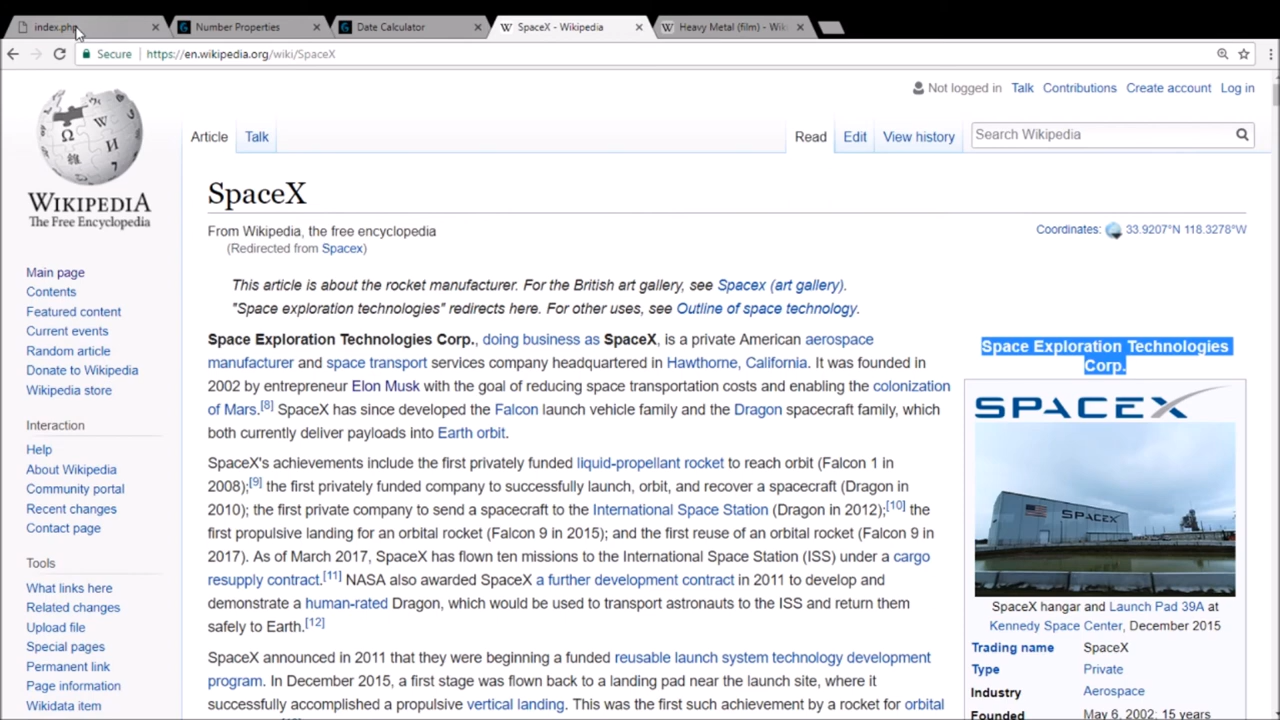 index.php
Number Properties
Date Calculator
SpaceX - Wikipedia
Heavy Metal (film) - Wik
Secure
https://en.wikipedia.org/wiki/SpaceX
Not logged in Talk Contributions Create account Log in
Article Talk
Read Edit View history
Search Wikipedia
WIKIPEDIA
The Free Encyclopedia
Main page
Contents
Featured content
Current events
Random article
Donate to Wikipedia
Wikipedia store
Interaction
Help
About Wikipedia
Community portal
Recent changes
Contact page
Tools
What links here
Related changes
Upload file
Special pages
Permanent link
Page information
Wikidata item
SpaceX
From Wikipedia, the free encyclopedia
(Redirected from Spacex)
Coordinates: 33.9207°N 118.3278°W
This article is about the rocket manufacturer. For the British art gallery, see Spacex (art gallery).
"Space exploration technologies" redirects here. For other uses, see Outline of space technology.
Space Exploration Technologies Corp., doing business as SpaceX, is a private American aerospace
manufacturer and space transport services company headquartered in Hawthorne, California. It was founded in
2002 by entrepreneur Elon Musk with the goal of reducing space transportation costs and enabling the colonization
of Mars.[8] SpaceX has since developed the Falcon launch vehicle family and the Dragon spacecraft family, which
both currently deliver payloads into Earth orbit.
SpaceX's achievements include the first privately funded liquid-propellant rocket to reach orbit (Falcon 1 in
2008);[9] the first privately funded company to successfully launch, orbit, and recover a spacecraft (Dragon in
2010); the first private company to send a spacecraft to the International Space Station (Dragon in 2012);[10] the
first propulsive landing for an orbital rocket (Falcon 9 in 2015); and the first reuse of an orbital rocket (Falcon 9 in
2017). As of March 2017, SpaceX has flown ten missions to the International Space Station (ISS) under a cargo
resupply contract.[11] NASA also awarded SpaceX a further development contract in 2011 to develop and
demonstrate a human-rated Dragon, which would be used to transport astronauts to the ISS and return them
safely to Earth.[12]
SpaceX announced in 2011 that they were beginning a funded reusable launch system technology development
program. In December 2015, a first stage was flown back to a landing pad near the launch site, where it
successfully accomplished a propulsive vertical landing. This was the first such achievement by a rocket for orbital
Space Exploration Technologies
Corp.
SPACEX
SPACEX
SpaceX hangar and Launch Pad 39A at
Kennedy Space Center, December 2015
Trading name SpaceX
Type Private
Industry Aerospace
Founded May 6, 2002; 15 years